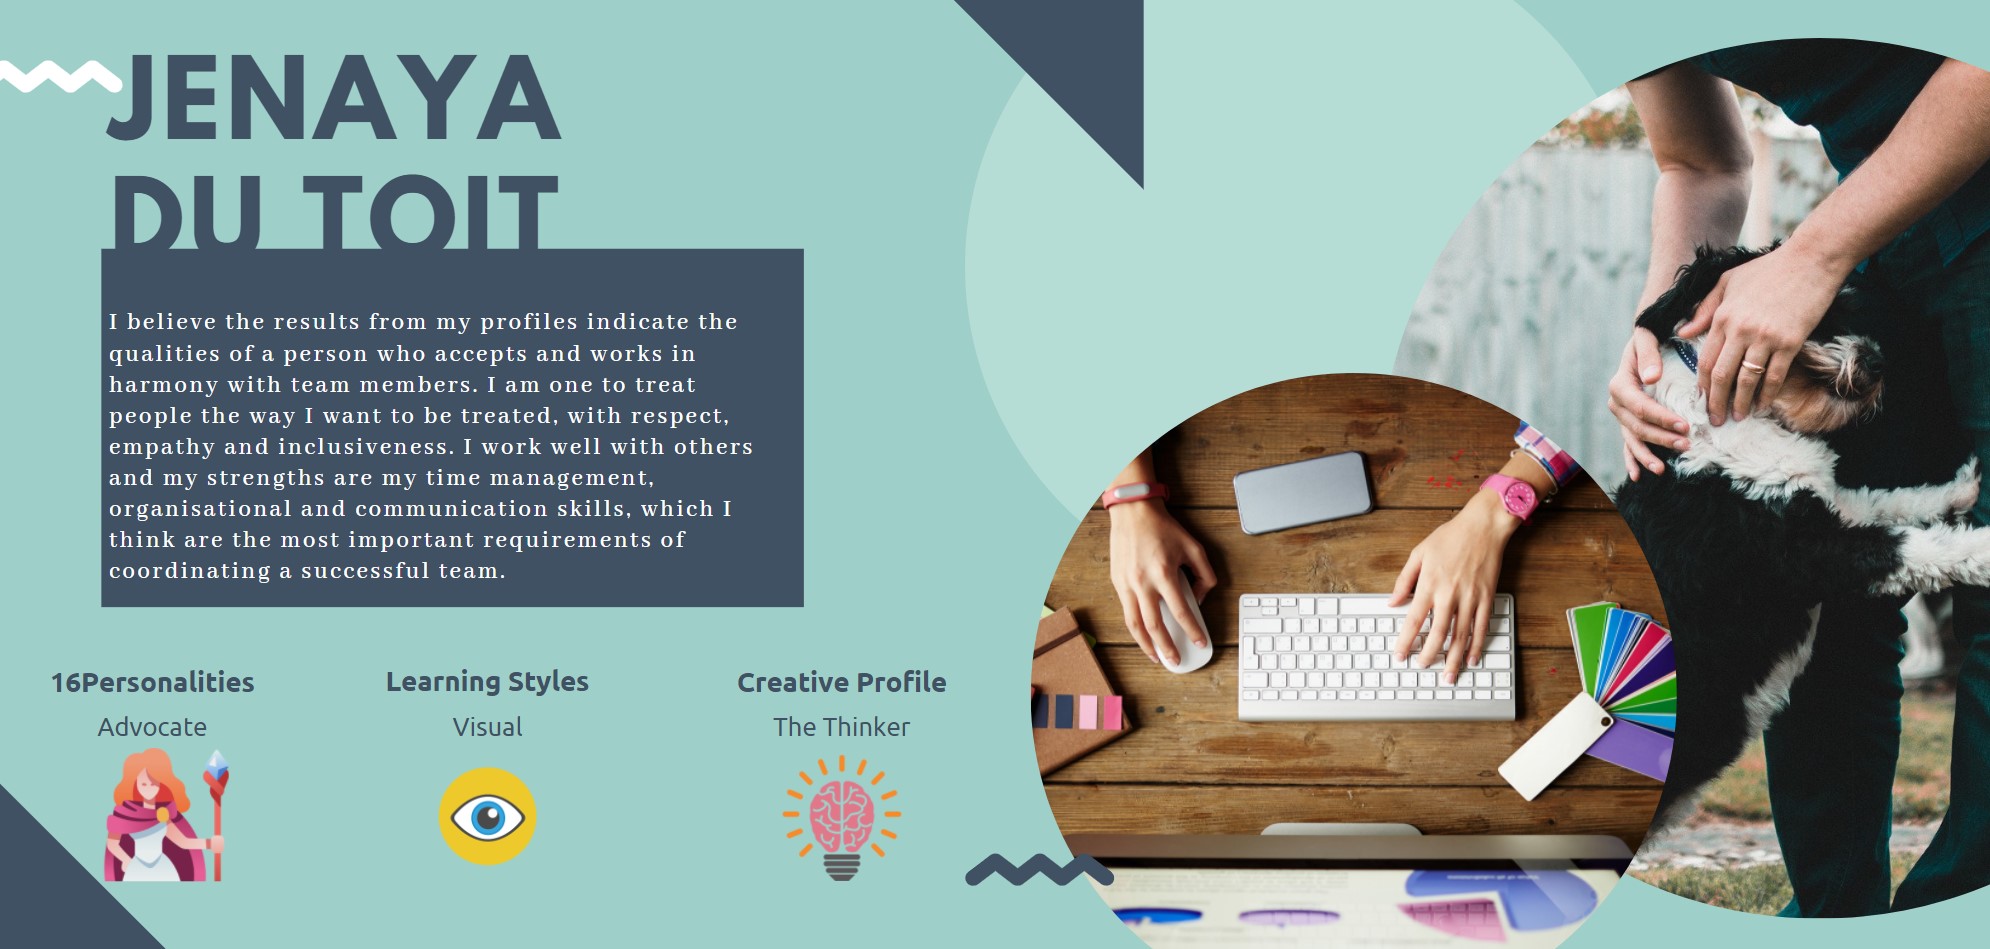 JENAYA
DU TOIT
I believe the results from my profiles indicate the
qualities of a person who accepts and works in
harmony with team members. I am one to treat
people the way I want to be treated, with respect,
empathy and inclusiveness. I work well with others
and my strengths are my time management,
organisational and communication skills, which I
think are the most important requirements of
coordinating a successful team.
16Personalities
Advocate
Learning Styles
Visual
Creative Profile
The Thinker